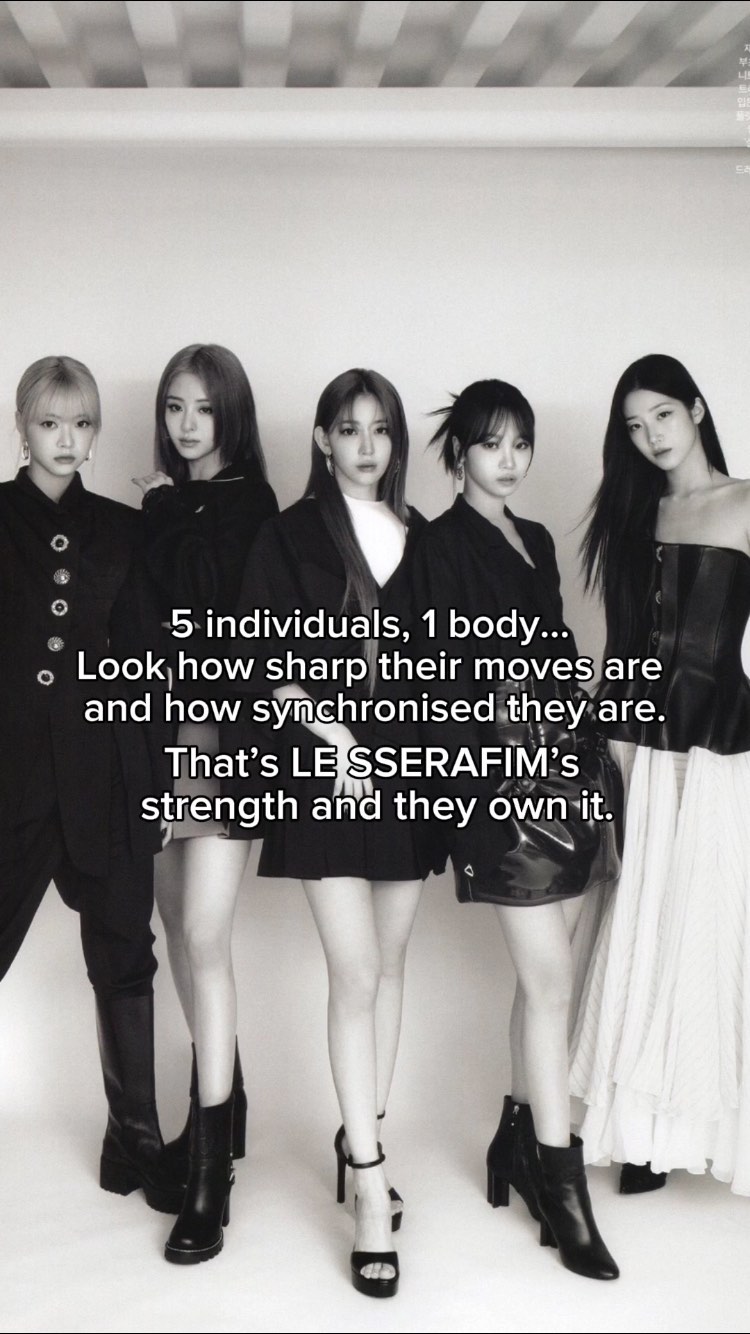 5 individuals, 1 body...
Look how sharp their moves are
and how synchronised they are.
That’s LE SSERAFIM’s
strength and they own it.